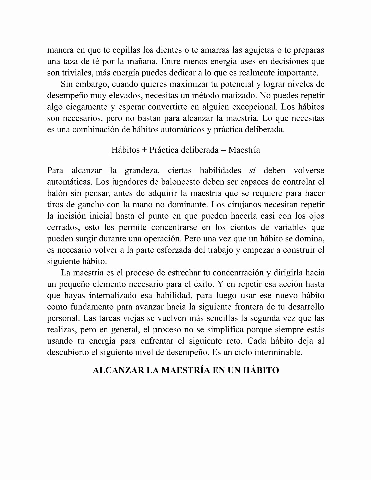 manera en que te cepillas los dientes o te amarras las agujetas o te preparas
una taza de té por la mañana. Entre menos energía uses en decisiones que
son triviales, más energía puedes dedicar a lo que es realmente importante.
Sin embargo, cuando quieres maximizar tu potencial y lograr niveles de
desempeño muy elevados, necesitas un método matizado. No puedes repetir
algo ciegamente y esperar convertirte en alguien excepcional. Los hábitos
son necesarios, pero no bastan para alcanzar la maestría. Lo que necesitas
es una combinación de hábitos automáticos y práctica deliberada.
Hábitos + Práctica deliberada = Maestría
Para alcanzar la grandeza, ciertas habilidades sí deben volverse
automáticas. Los jugadores de baloncesto deben ser capaces de controlar el
balón sin pensar, antes de adquirir la maestría que se requiere para hacer
tiros de gancho con la mano no dominante. Los cirujanos necesitan repetir
la incisión inicial hasta el punto en que pueden hacerla casi con los ojos
cerrados, esto les permite concentrarse en los cientos de variables que
pueden surgir durante una operación. Pero una vez que un hábito se domina,
es necesario volver a la parte esforzada del trabajo y empezar a construir el
siguiente hábito.
La maestría es el proceso de estrechar tu concentración y dirigirla hacia
un pequeño elemento necesario para el éxito. Y en repetir esa acción hasta
que hayas internalizado esa habilidad, para luego usar ese nuevo hábito
como fundamento para avanzar hacia la siguiente frontera de tu desarrollo
personal. Las tareas viejas se vuelven más sencillas la segunda vez que las
realizas, pero en general, el proceso no se simplifica porque siempre estás
usando tu energía para enfrentar el siguiente reto. Cada hábito deja al
descubierto el siguiente nivel de desempeño. Es un ciclo interminable.
ALCANZAR LA MAESTRÍA EN UN HÁBITO